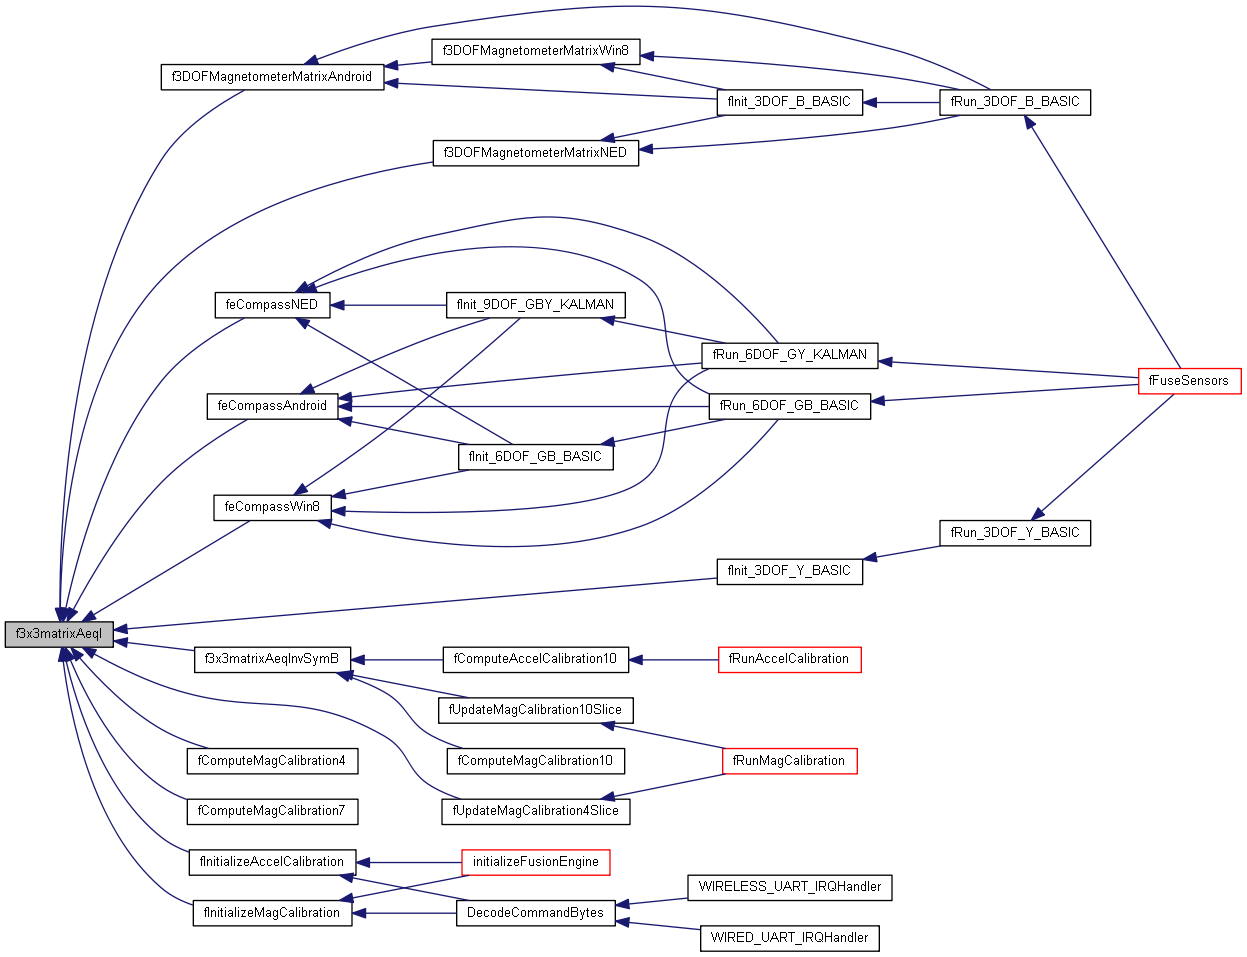 f3DOFMagnetometerMatrixWin8
f3DOFMagnetometerMatrixAndroid
fInit_3DOF_B_BASIC
fRun_3DOF_B_BASIC
f3DOFMagnetometerMatrixNED
feCompassNED
fInit_9DOF_GBY_KALMAN
fRun_6DOF_GY_KALMAN
fFuseSensors
feCompassAndroid
fRun_6DOF_GB_BASIC
fInit_6DOF_GB_BASIC
feCompassWin8
fRun_3DOF_Y_BASIC
fInit_3DOF_Y_BASIC
f3x3matrixAeqI
f3x3matrixAeqInvSymB
fComputeAccelCalibration10
fRunAccelCalibration
fUpdateMagCalibration10Slice
fComputeMagCalibration4
fComputeMagCalibration10
fRunMagCalibration
fComputeMagCalibration7
fUpdateMagCalibration4Slice
fInitializeAccelCalibration
initializeFusionEngine
WIRELESS_UART_IRQHandler
fInitializeMagCalibration
DecodeCommandBytes
WIRED_UART_IRQHandler